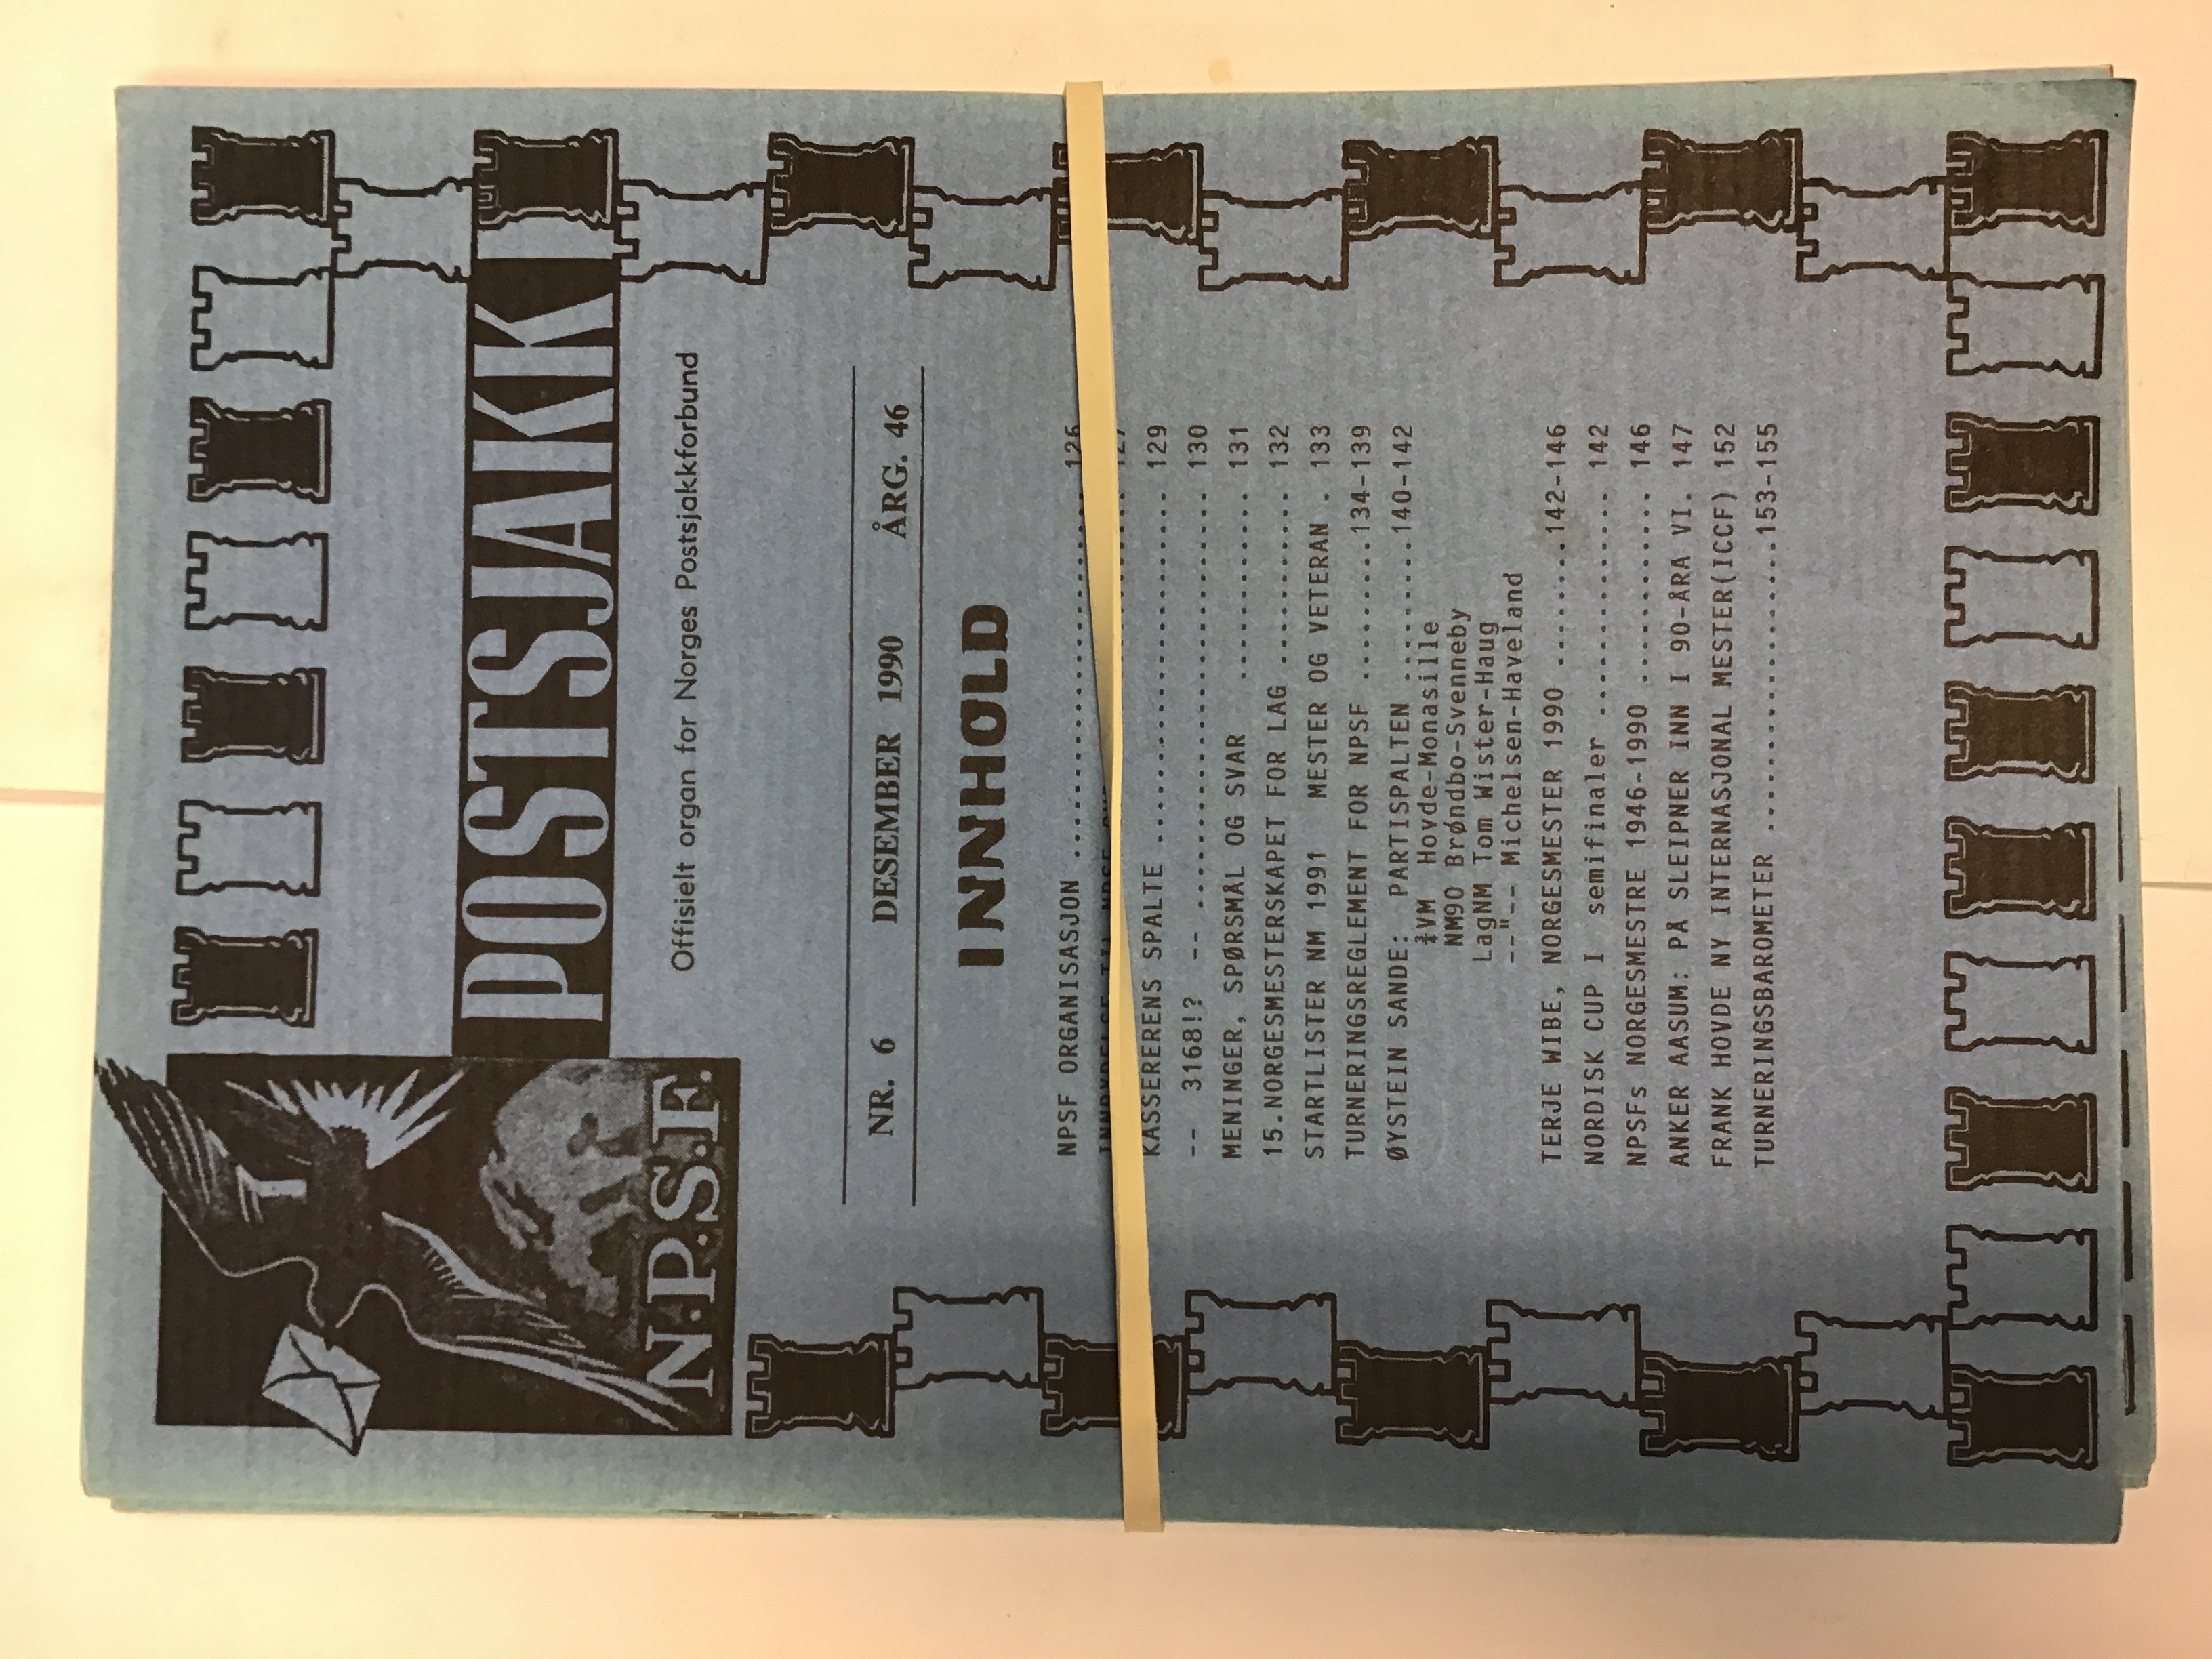 N.P.S.F.
POSTSJAKK
Offisielt organ for Norges Postsjakkforbund
NR. 6 DESEMBER 1990 ÅRG. 46
INNHOLD
NPSF ORGANISASJON .................. 126
127
KASSERERENS SPALTE .................. 129
-- 3168!? -- .................. 130
MENINGER, SPØRSMÅL OG SVAR .......... 131
15.NORGESMESTERSKAPET FOR LAG ....... 132
STARTLISTER NM 1991 MESTER OG VETERAN . 133
TURNERINGSREGLEMENT FOR NPSF ........134-139
ØYSTEIN SANDE: PARTISPALTEN ........140-142
¾VM Hovde-Monasille
NM90 Brøndbo-Svenneby
LagNM Tom Wister-Haug
--"-- Michelsen-Haveland
TERJE WIBE, NORGESMESTER 1990 .......142-146
NORDISK CUP I semifinaler .......... 142
NPSFs NORGESMESTRE 1946-1990 ........ 146
ANKER AASUM: PÅ SLEIPNER INN I 90-ÅRA VI. 147
FRANK HOVDE NY INTERNASJONAL MESTER(ICCF) 152
TURNERINGSBAROMETER ................153-155